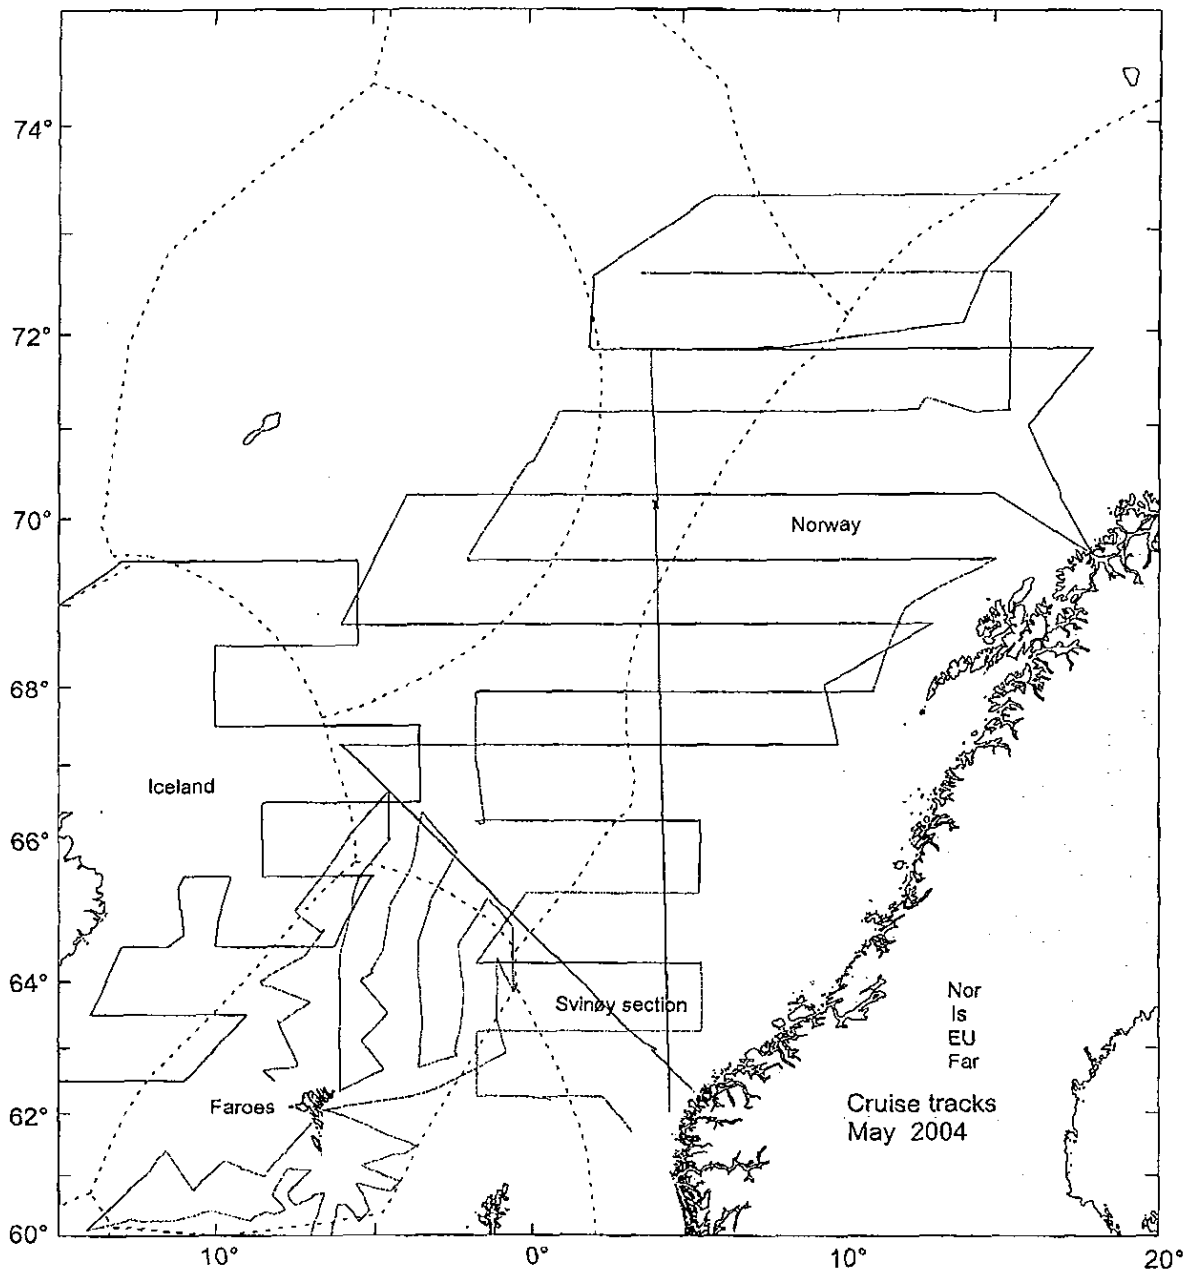 74°
72°
70°
68°
66°
64°
62°
60°
Norway
Iceland
Svinøy section
Faroes
Nor
Is
EU
Far
Cruise tracks
May 2004
10°
0°
10°
20°